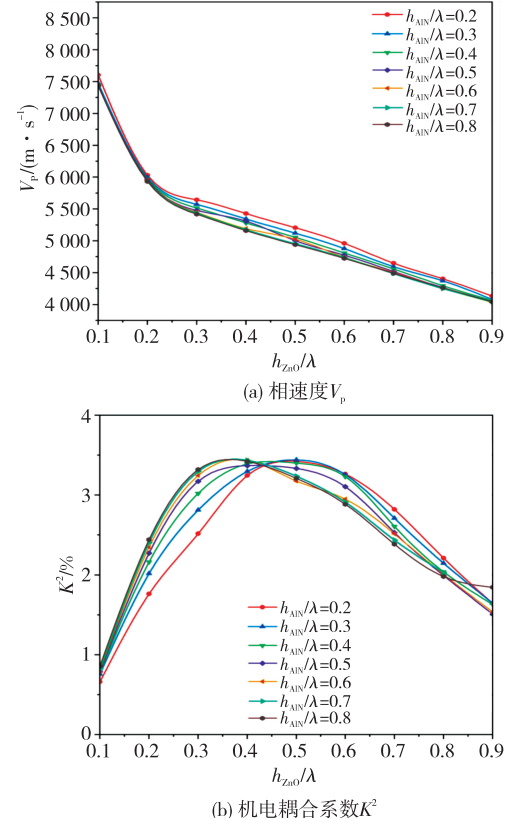 8 500
8 000
7 500
7 000
6 500
6 000
5 500
5 000
4 500
4 000
V_P/(m · s⁻¹)
h_AlN/λ=0.2
h_AlN/λ=0.3
h_AlN/λ=0.4
h_AlN/λ=0.5
h_AlN/λ=0.6
h_AlN/λ=0.7
h_AlN/λ=0.8
0.1 0.2 0.3 0.4 0.5 0.6 0.7 0.8 0.9
h_ZnO/λ
(a) 相速度V_p
4
3
2
1
0
K²/%
h_AlN/λ=0.2
h_AlN/λ=0.3
h_AlN/λ=0.4
h_AlN/λ=0.5
h_AlN/λ=0.6
h_AlN/λ=0.7
h_AlN/λ=0.8
0.1 0.2 0.3 0.4 0.5 0.6 0.7 0.8 0.9
h_ZnO/λ
(b) 机电耦合系数K²